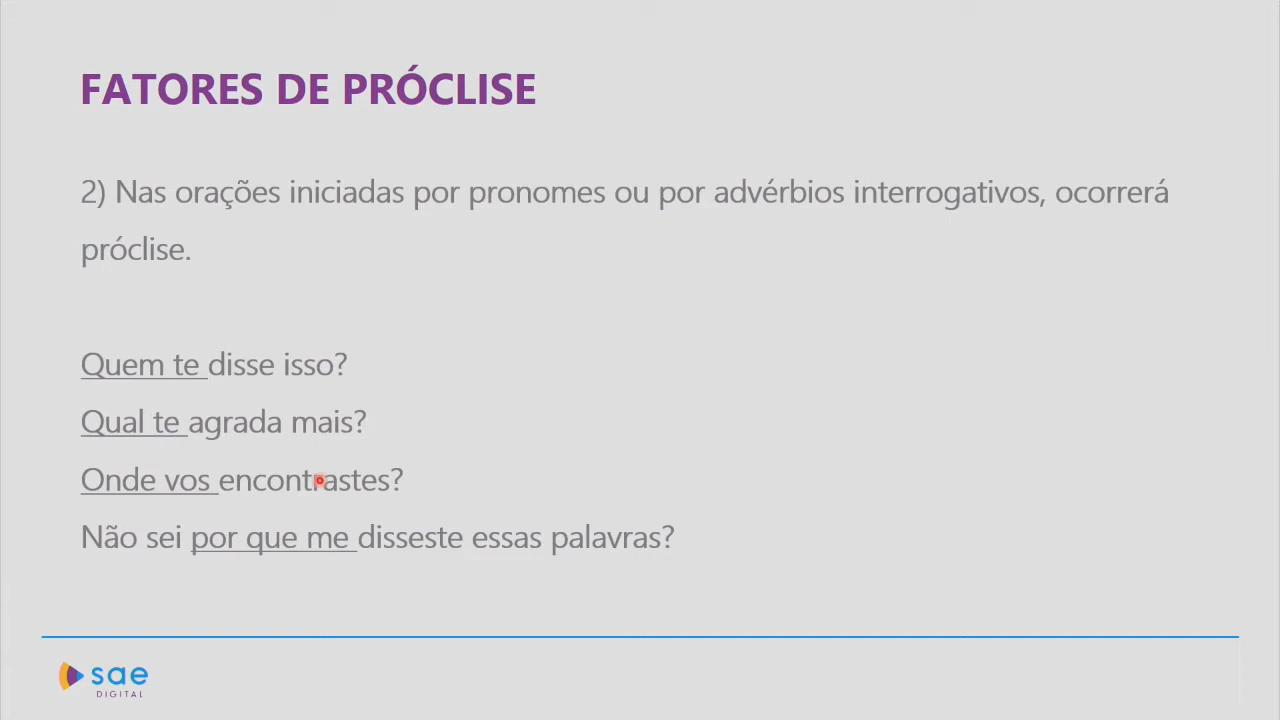 FATORES DE PRÓCLISE
2) Nas orações iniciadas por pronomes ou por advérbios interrogativos, ocorrerá
próclise.
Quem te disse isso?
Qual te agrada mais?
Onde vos encontrastes?
Não sei por que me disseste essas palavras?
sae
DIGITAL